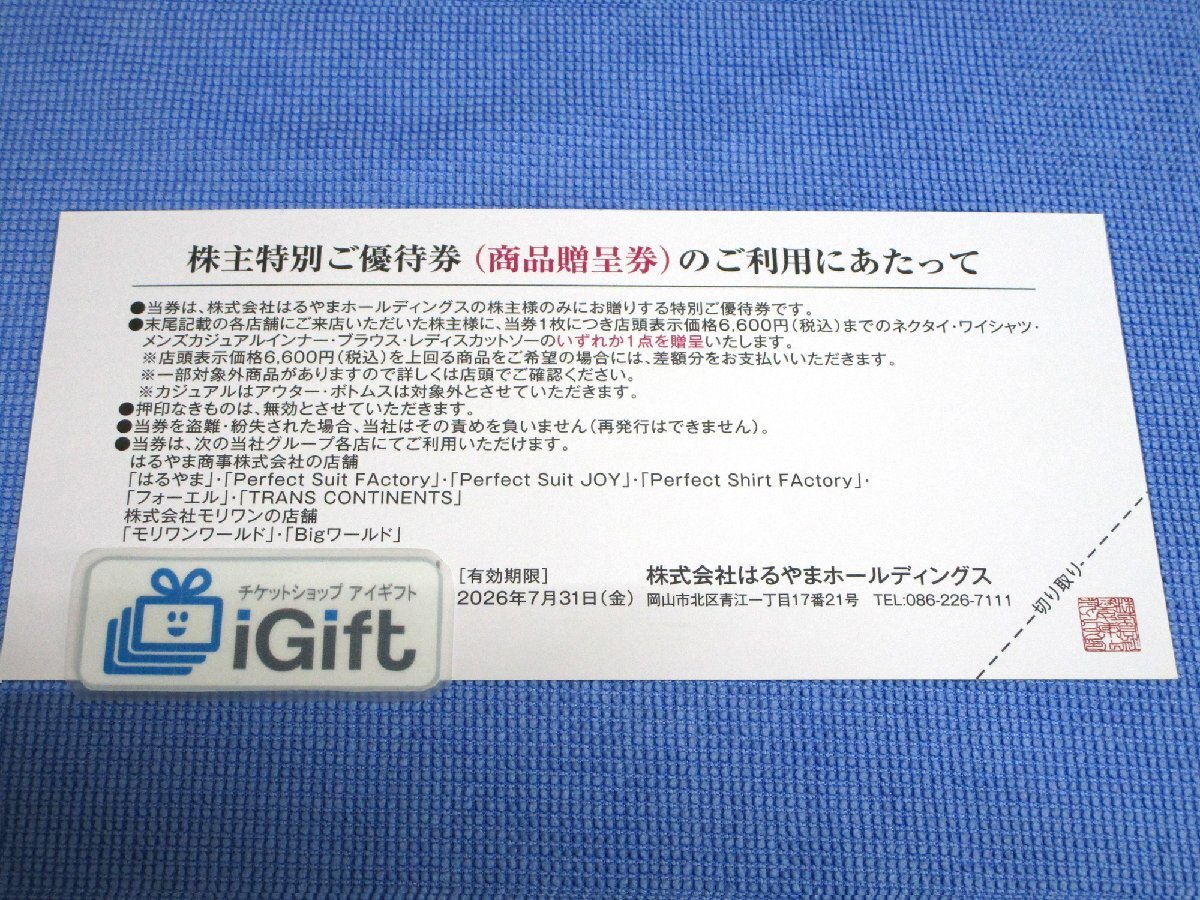 株主特別ご優待券（商品贈呈券）のご利用にあたって
●当券は、株式会社はるやまホールディングスの株主様のみにお贈りする特別ご優待券です。
●末尾記載の各店舗にご来店いただいた株主様に、当券1枚につき店頭表示価格6,600円（税込）までのネクタイ・ワイシャツ・
メンズカジュアルインナー・ブラウス・レディスカットソーのいずれか1点を贈呈いたします。
※店頭表示価格6,600円（税込）を上回る商品をご希望の場合には、差額分をお支払いいただきます。
※一部対象外商品がありますので詳しくは店頭でご確認ください。
※カジュアルはアウター・ボトムスは対象外とさせていただきます。
●押印なきものは、無効とさせていただきます。
●当券を盗難・紛失された場合、当社はその責めを負いません（再発行はできません）。
●当券は、次の当社グループ各店にてご利用いただけます。
はるやま商事株式会社の店舗
「はるやま」・「Perfect Suit FActory」・「Perfect Suit JOY」・「Perfect Shirt FActory」・
「フォーエル」・「TRANS CONTINENTS」
株式会社モリワンの店舗
「モリワンワールド」・「Bigワールド」
チケットショップ アイギフト
iGift
［有効期限］
2026年7月31日（金）
株式会社はるやまホールディングス
岡山市北区青江一丁目17番21号 TEL:086-226-7111
切り取り